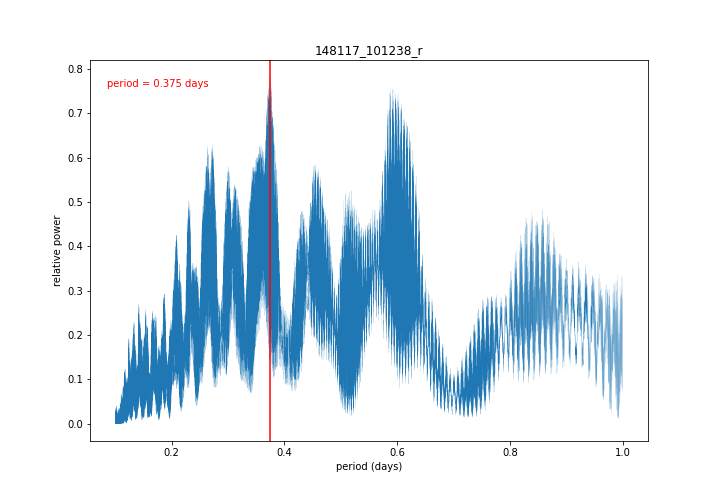 148117_101238_r
period = 0.375 days
relative power
0.8
0.7
0.6
0.5
0.4
0.3
0.2
0.1
0.0
0.2 0.4 0.6 0.8 1.0
period (days)